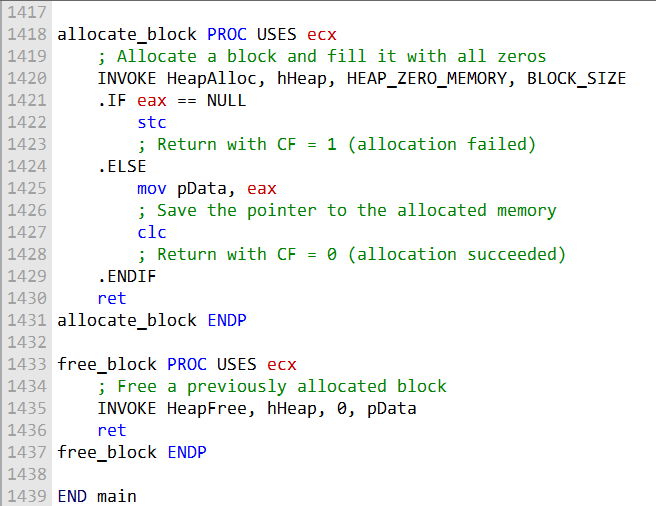 1417
1418 allocate_block PROC USES ecx
1419     ; Allocate a block and fill it with all zeros
1420     INVOKE HeapAlloc, hHeap, HEAP_ZERO_MEMORY, BLOCK_SIZE
1421     .IF eax == NULL
1422         stc
1423         ; Return with CF = 1 (allocation failed)
1424     .ELSE
1425         mov pData, eax
1426         ; Save the pointer to the allocated memory
1427         clc
1428         ; Return with CF = 0 (allocation succeeded)
1429     .ENDIF
1430     ret
1431 allocate_block ENDP
1432
1433 free_block PROC USES ecx
1434     ; Free a previously allocated block
1435     INVOKE HeapFree, hHeap, 0, pData
1436     ret
1437 free_block ENDP
1438
1439 END main